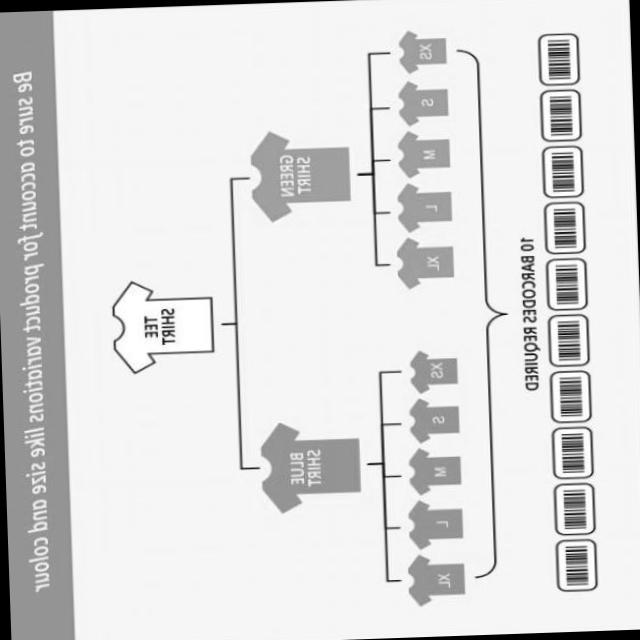 Be sure to account for product variations like size and colour
TEE
SHIRT
GREEN
SHIRT
BLUE
SHIRT
XS
S
M
L
XL
XS
S
M
L
XL
10 BARCODES REQUIRED